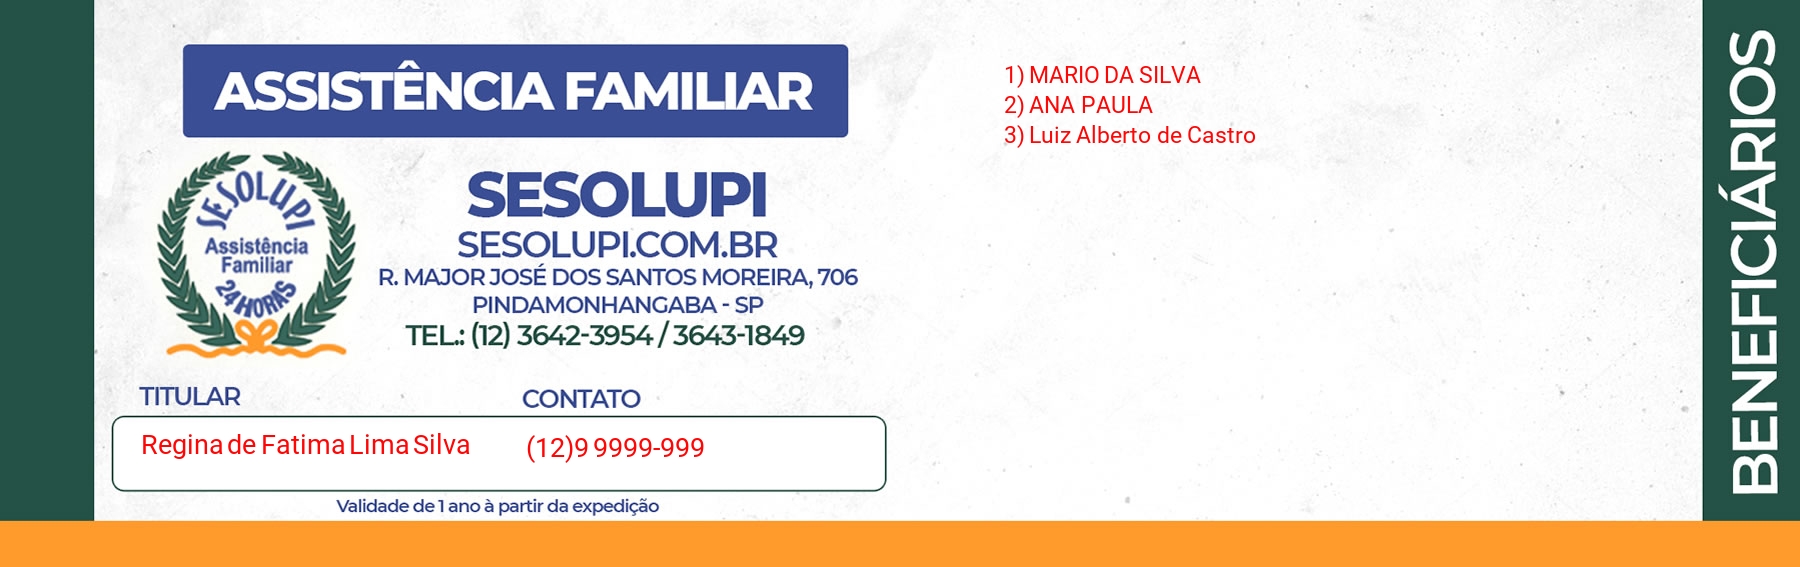 ASSISTÊNCIA FAMILIAR
SESOLUPI
Assistência
Familiar
24 HORAS
SESOLUPI
SESOLUPI.COM.BR
R. MAJOR JOSÉ DOS SANTOS MOREIRA, 706
PINDAMONHANGABA - SP
TEL.: (12) 3642-3954 / 3643-1849
TITULAR
CONTATO
Regina de Fatima Lima Silva
(12)9 9999-999
Validade de 1 ano à partir da expedição
1) MARIO DA SILVA
2) ANA PAULA
3) Luiz Alberto de Castro
BENEFICIÁRIOS